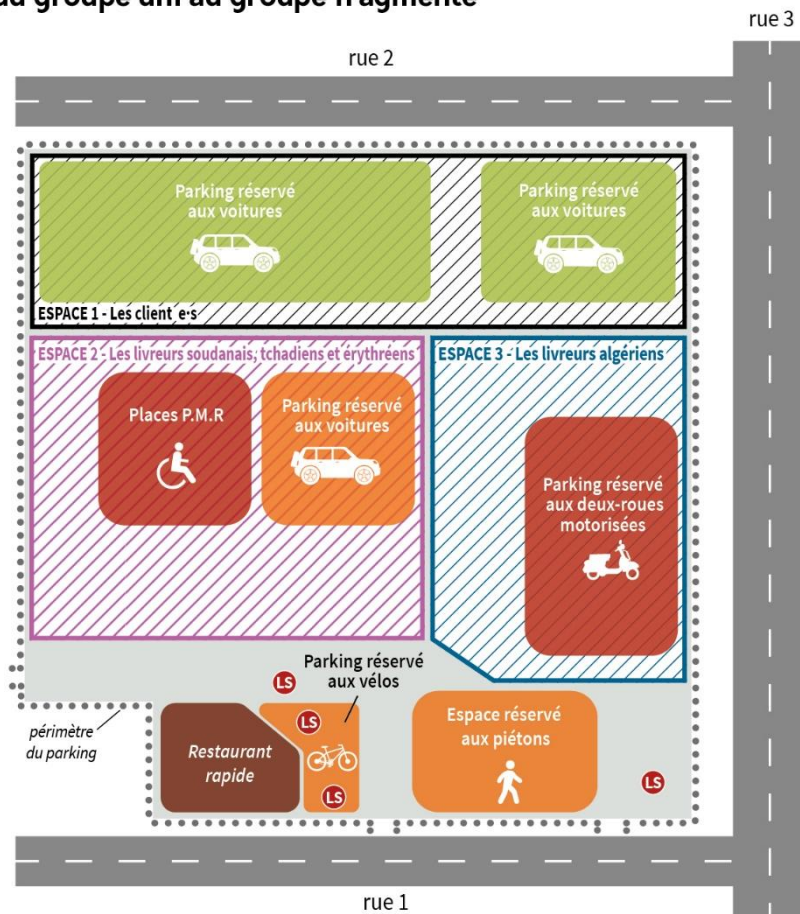 au groupe uni au groupe fragmenté
rue 3
rue 2
Parking réservé
aux voitures
Parking réservé
aux voitures
ESPACE 1 - Les client e·s
ESPACE 2 - Les livreurs soudanais, tchadiens et érythréens
ESPACE 3 - Les livreurs algériens
Places P.M.R
Parking réservé
aux voitures
Parking réservé
aux deux-roues
motorisées
Parking réservé
aux vélos
LS
LS
LS
LS
Espace réservé
aux piétons
Restaurant
rapide
périmètre
du parking
rue 1